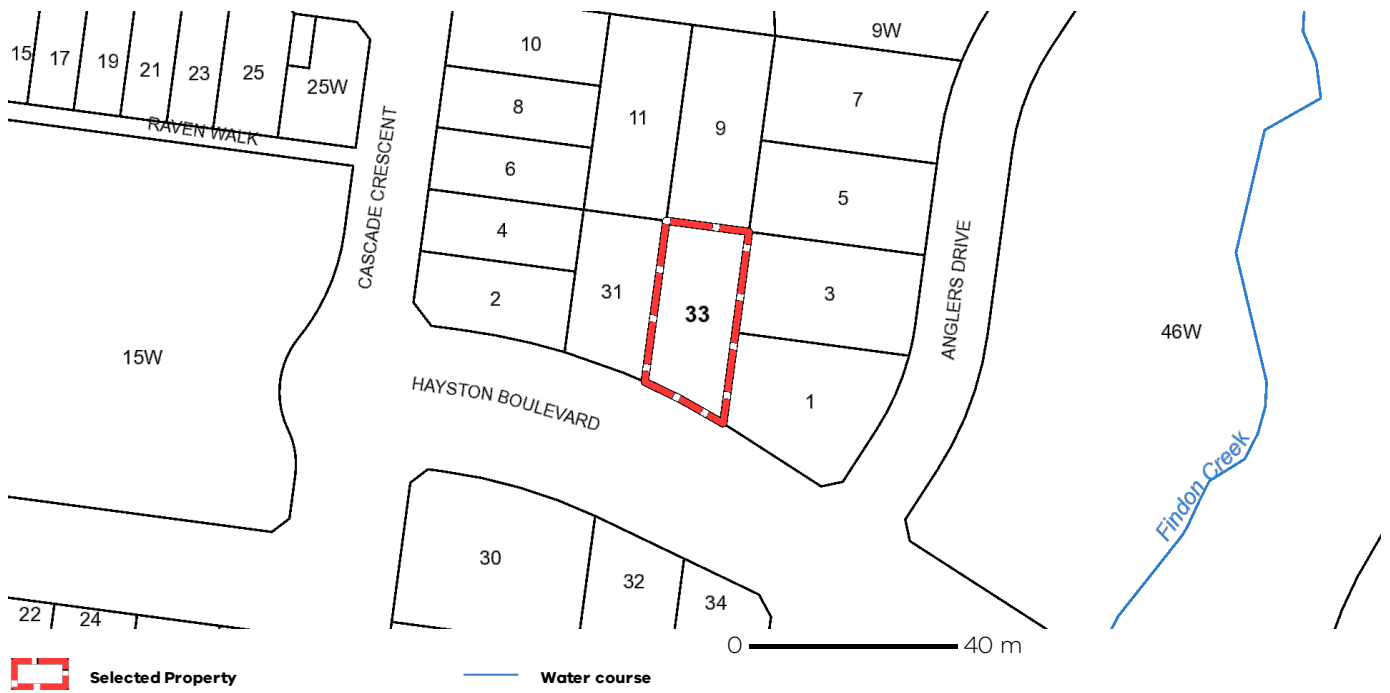 10
9W
15
17
19
21
23
25
25W
8
11
9
7
RAVEN WALK
CASCADE CRESCENT
6
5
4
ANGLERS DRIVE
2
31
33
3
15W
46W
HAYSTON BOULEVARD
1
Findon Creek
30
32
34
22
24
0 40 m
Selected Property
Water course